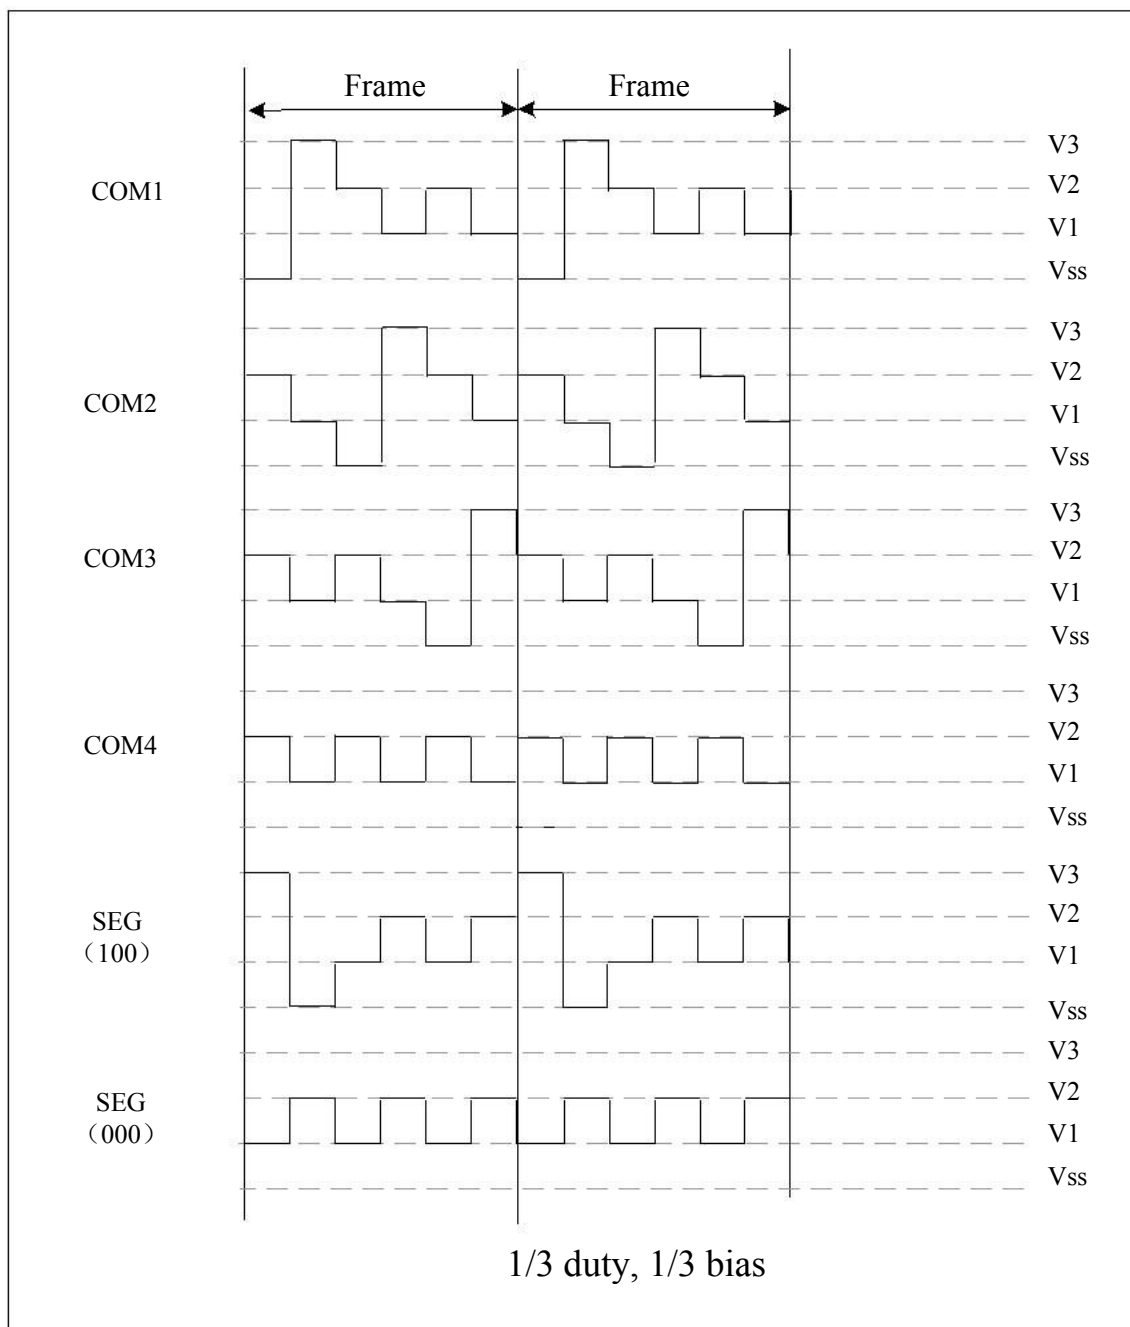 Frame Frame
COM1
V3
V2
V1
Vss
COM2
V3
V2
V1
Vss
COM3
V3
V2
V1
Vss
COM4
V3
V2
V1
Vss
SEG
（100）
V3
V2
V1
Vss
SEG
（000）
V3
V2
V1
Vss
1/3 duty, 1/3 bias